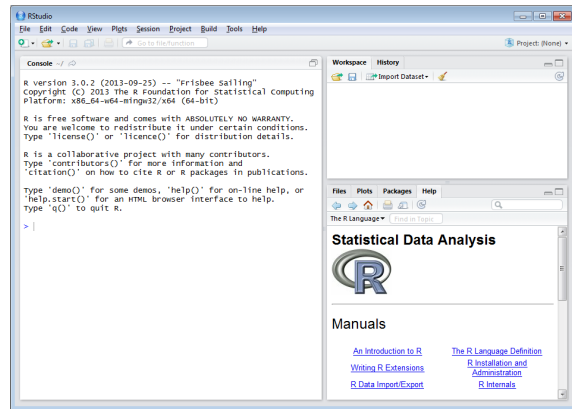 RStudio
File Edit Code View Plots Session Project Build Tools Help
Go to file/function
Project: (None)
Console ~/
R version 3.0.2 (2013-09-25) -- "Frisbee Sailing"
Copyright (C) 2013 The R Foundation for Statistical Computing
Platform: x86_64-w64-mingw32/x64 (64-bit)
R is free software and comes with ABSOLUTELY NO WARRANTY.
You are welcome to redistribute it under certain conditions.
Type 'license()' or 'licence()' for distribution details.
R is a collaborative project with many contributors.
Type 'contributors()' for more information and
'citation()' on how to cite R or R packages in publications.
Type 'demo()' for some demos, 'help()' for on-line help, or
'help.start()' for an HTML browser interface to help.
Type 'q()' to quit R.
>
Workspace History
Import Dataset
Files Plots Packages Help
The R Language Find in Topic
Statistical Data Analysis
R
Manuals
An Introduction to R
The R Language Definition
Writing R Extensions
R Installation and
Administration
R Data Import/Export
R Internals